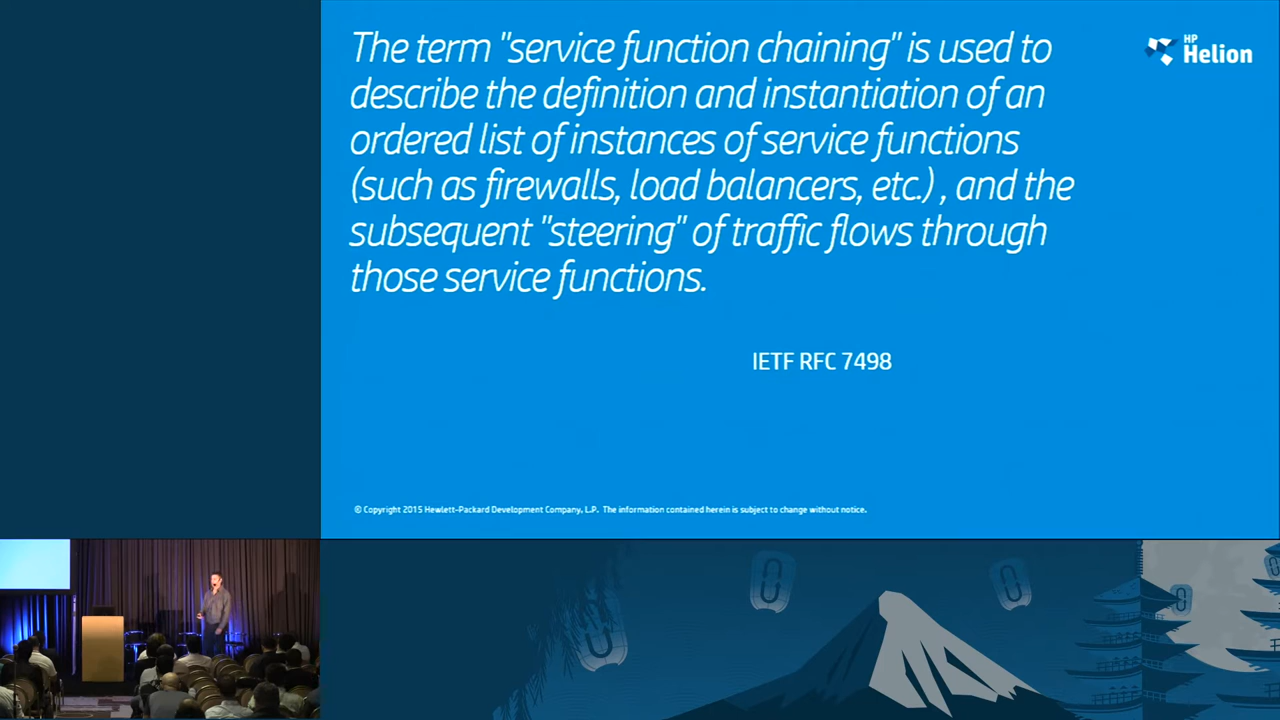 The term "service function chaining" is used to
describe the definition and instantiation of an
ordered list of instances of service functions
(such as firewalls, load balancers, etc.) , and the
subsequent "steering" of traffic flows through
those service functions.
HP
Helion
IETF RFC 7498
© Copyright 2015 Hewlett-Packard Development Company, L.P. The information contained herein is subject to change without notice.